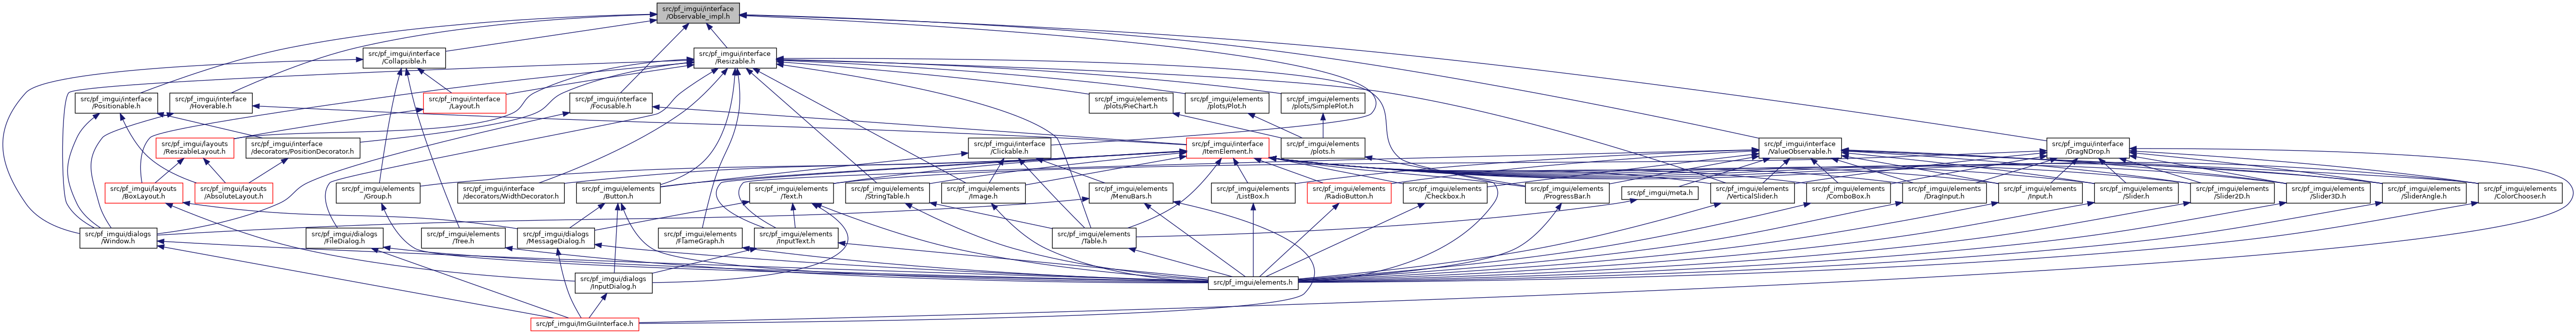 src/pf_imgui/interface
/Observable_impl.h
src/pf_imgui/interface
/Collapsible.h
src/pf_imgui/interface
/Resizable.h
src/pf_imgui/interface
/Positionable.h
src/pf_imgui/interface
/Hoverable.h
src/pf_imgui/interface
/Layout.h
src/pf_imgui/interface
/Focusable.h
src/pf_imgui/elements
/plots/PieChart.h
src/pf_imgui/elements
/plots/Plot.h
src/pf_imgui/elements
/plots/SimplePlot.h
src/pf_imgui/layouts
/ResizableLayout.h
src/pf_imgui/interface
/decorators/PositionDecorator.h
src/pf_imgui/interface
/Clickable.h
src/pf_imgui/interface
/ItemElement.h
src/pf_imgui/elements
/plots.h
src/pf_imgui/interface
/ValueObservable.h
src/pf_imgui/interface
/DragNDrop.h
src/pf_imgui/layouts
/BoxLayout.h
src/pf_imgui/layouts
/AbsoluteLayout.h
src/pf_imgui/elements
/Group.h
src/pf_imgui/interface
/decorators/WidthDecorator.h
src/pf_imgui/elements
/Button.h
src/pf_imgui/elements
/Text.h
src/pf_imgui/elements
/StringTable.h
src/pf_imgui/elements
/Image.h
src/pf_imgui/elements
/MenuBars.h
src/pf_imgui/elements
/ListBox.h
src/pf_imgui/elements
/RadioButton.h
src/pf_imgui/elements
/Checkbox.h
src/pf_imgui/elements
/ProgressBar.h
src/pf_imgui/meta.h
src/pf_imgui/elements
/VerticalSlider.h
src/pf_imgui/elements
/ComboBox.h
src/pf_imgui/elements
/DragInput.h
src/pf_imgui/elements
/Input.h
src/pf_imgui/elements
/Slider.h
src/pf_imgui/elements
/Slider2D.h
src/pf_imgui/elements
/Slider3D.h
src/pf_imgui/elements
/SliderAngle.h
src/pf_imgui/elements
/ColorChooser.h
src/pf_imgui/dialogs
/Window.h
src/pf_imgui/dialogs
/FileDialog.h
src/pf_imgui/elements
/Tree.h
src/pf_imgui/dialogs
/MessageDialog.h
src/pf_imgui/elements
/FlameGraph.h
src/pf_imgui/elements
/InputText.h
src/pf_imgui/elements
/Table.h
src/pf_imgui/dialogs
/InputDialog.h
src/pf_imgui/elements.h
src/pf_imgui/ImGuiInterface.h